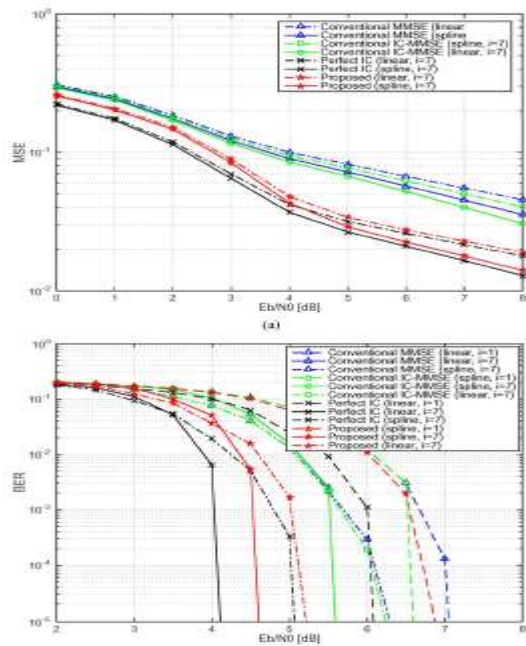 10^0
Conventional MMSE (linear
Conventional MMSE (spline
Conventional IC-MMSE (spline, i=7)
Conventional IC-MMSE (linear, i=7)
Perfect IC (linear, i=7)
Perfect IC (spline, i=7)
Proposed (linear, i=7)
Proposed (spline, i=7)
10^-1
MSE
10^-2
0 1 2 3 4 5 6 7 8
Eb/N0 [dB]
(a)
10^0
Conventional MMSE (linear, i=1)
Conventional MMSE (linear, i=7)
Conventional MMSE (spline, i=7)
Conventional IC-MMSE (spline, i=1)
Conventional IC-MMSE (spline, i=7)
Conventional IC-MMSE (linear, i=7)
Perfect IC (linear, i=1)
Perfect IC (linear, i=7)
Perfect IC (spline, i=7)
Proposed (spline, i=1)
Proposed (spline, i=7)
Proposed (linear, i=7)
10^-1
10^-2
BER
10^-3
10^-4
2 3 4 5 6 7 8
Eb/N0 [dB]